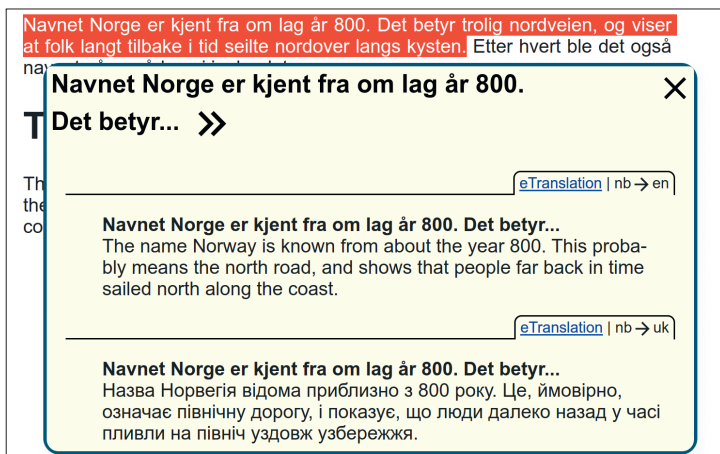 Navnet Norge er kjent fra om lag år 800. Det betyr trolig nordveien, og viser
at folk langt tilbake i tid seilte nordover langs kysten. Etter hvert ble det også
Navnet Norge er kjent fra om lag år 800.
Det betyr...
T
Th
the
co
eTranslation | nb → en
Navnet Norge er kjent fra om lag år 800. Det betyr...
The name Norway is known from about the year 800. This proba-
bly means the north road, and shows that people far back in time
sailed north along the coast.
eTranslation | nb → uk
Navnet Norge er kjent fra om lag år 800. Det betyr...
Назва Норвегія відома приблизно з 800 року. Це, ймовірно,
означає північну дорогу, і показує, що люди далеко назад у часі
пливли на північ уздовж узбережжя.